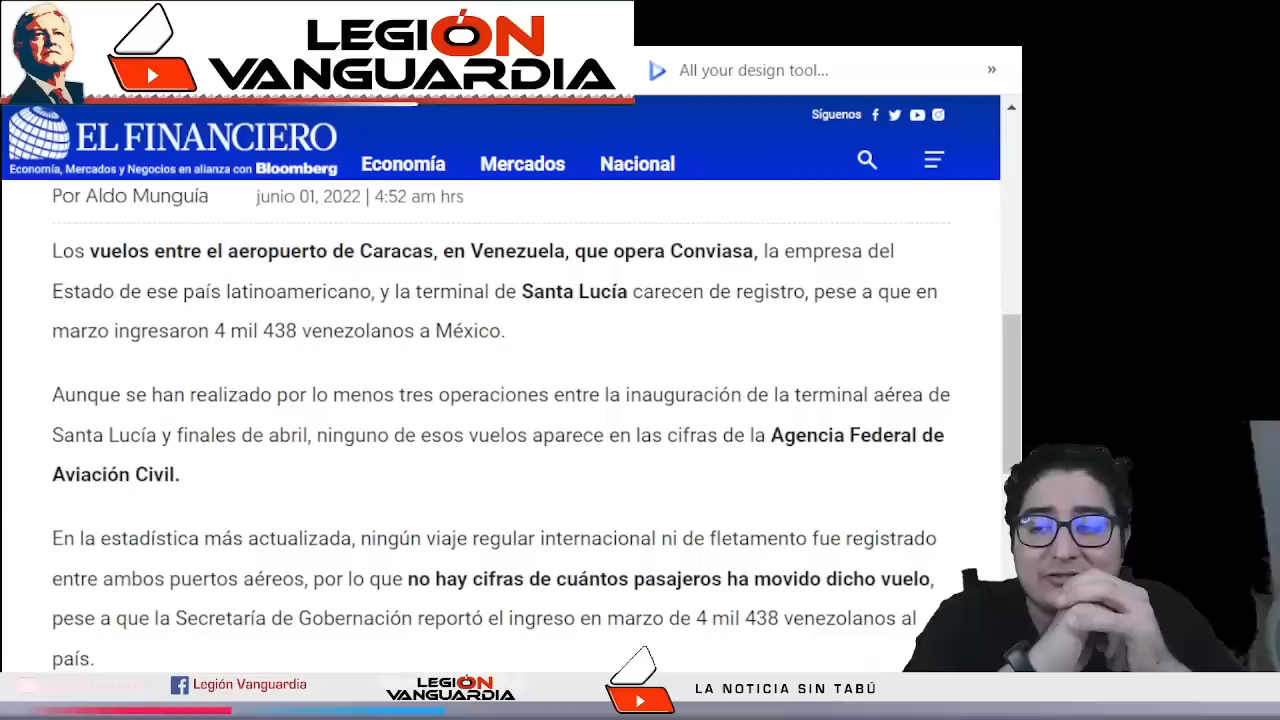 LEGIÓN
VANGUARDIA
All your design tool...
»
EL FINANCIERO
Economía, Mercados y Negocios en alianza con Bloomberg
Economía Mercados Nacional
Síguenos
Por Aldo Munguía junio 01, 2022 | 4:52 am hrs
Los vuelos entre el aeropuerto de Caracas, en Venezuela, que opera Conviasa, la empresa del
Estado de ese país latinoamericano, y la terminal de Santa Lucía carecen de registro, pese a que en
marzo ingresaron 4 mil 438 venezolanos a México.
Aunque se han realizado por lo menos tres operaciones entre la inauguración de la terminal aérea de
Santa Lucía y finales de abril, ninguno de esos vuelos aparece en las cifras de la Agencia Federal de
Aviación Civil.
En la estadística más actualizada, ningún viaje regular internacional ni de fletamento fue registrado
entre ambos puertos aéreos, por lo que no hay cifras de cuántos pasajeros ha movido dicho vuelo,
pese a que la Secretaría de Gobernación reportó el ingreso en marzo de 4 mil 438 venezolanos al
país.
Legión Vanguardia
LEGIÓN
VANGUARDIA
LA NOTICIA SIN TABÚ